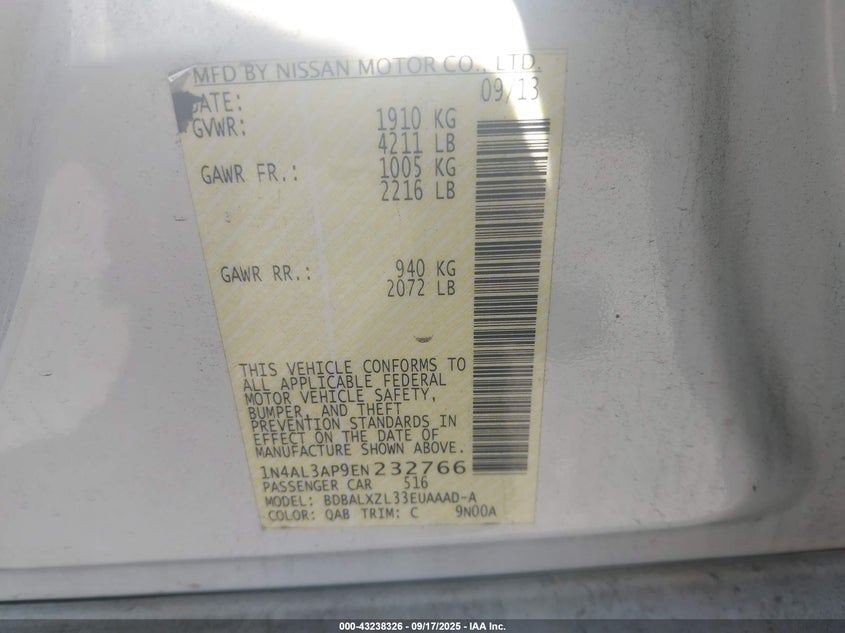 MFD BY NISSAN MOTOR CO., LTD.
DATE: 09/13
GVWR: 1910 KG
4211 LB
GAWR FR.: 1005 KG
2216 LB
GAWR RR.: 940 KG
2072 LB
THIS VEHICLE CONFORMS TO
ALL APPLICABLE FEDERAL
MOTOR VEHICLE SAFETY,
BUMPER, AND THEFT
PREVENTION STANDARDS IN
EFFECT ON THE DATE OF
MANUFACTURE SHOWN ABOVE.
1N4AL3AP9EN232766
PASSENGER CAR 516
MODEL: BDBALXZL33EUAAAD-A
COLOR: QAB TRIM: C 9N00A
000-43238326 - 09/17/2025 - IAA Inc.